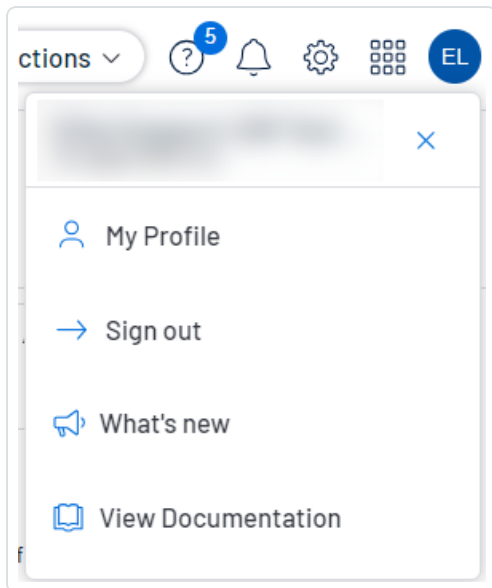 ctions
5
EL
My Profile
Sign out
What's new
View Documentation
f